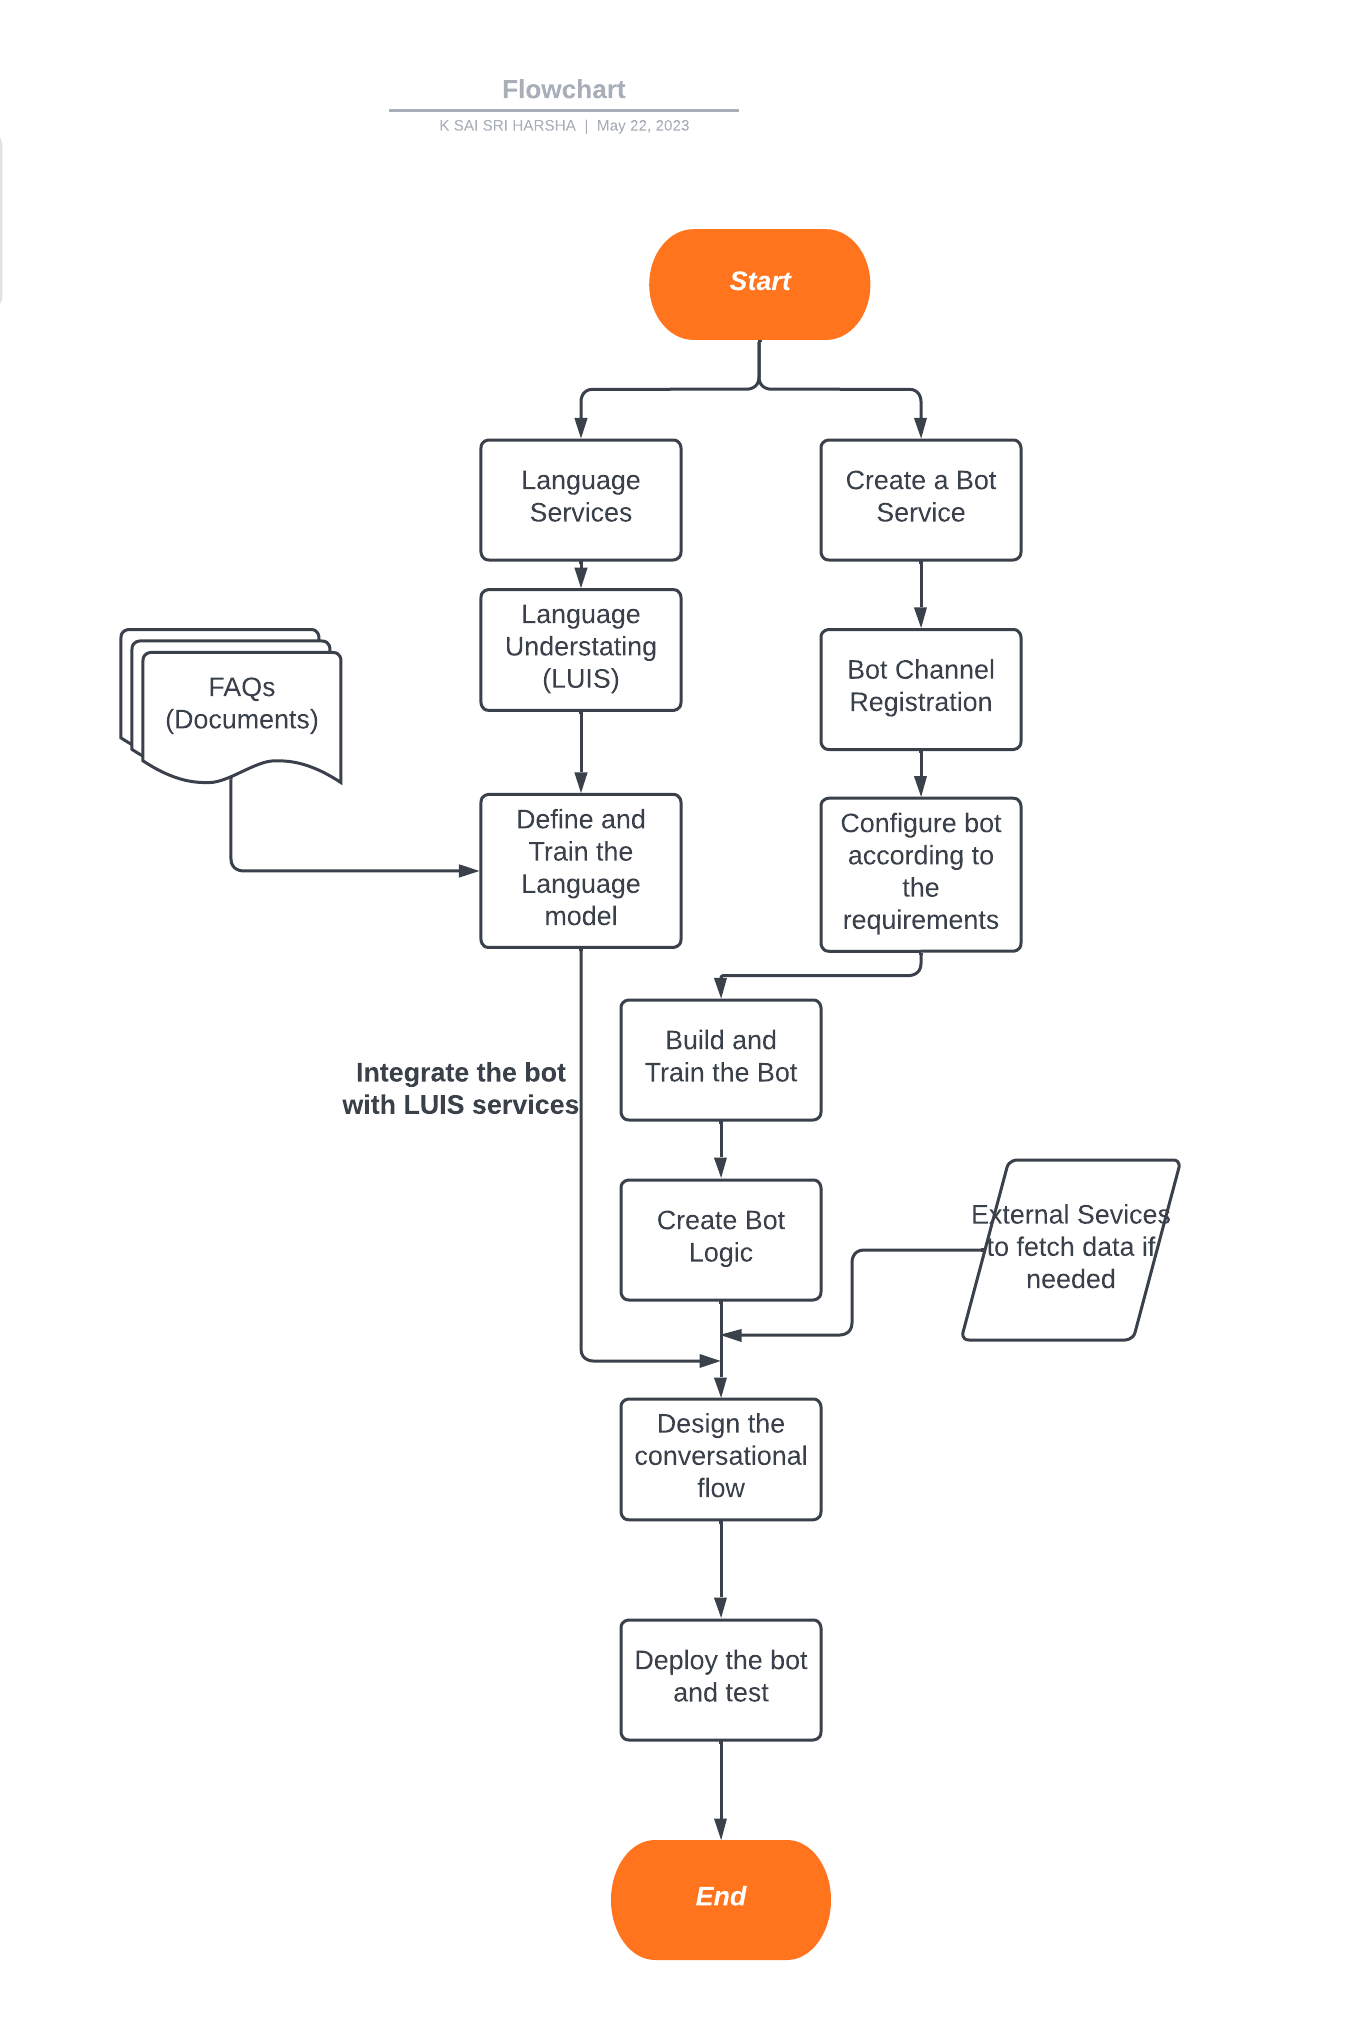 Flowchart
K SAI SRI HARSHA | May 22, 2023
Start
Language
Services
Create a Bot
Service
Language
Understating
(LUIS)
FAQs
(Documents)
Bot Channel
Registration
Define and
Train the
Language
model
Configure bot
according to
the
requirements
Build and
Train the Bot
Integrate the bot
with LUIS services
Create Bot
Logic
External Sevices
to fetch data if
needed
Design the
conversational
flow
Deploy the bot
and test
End